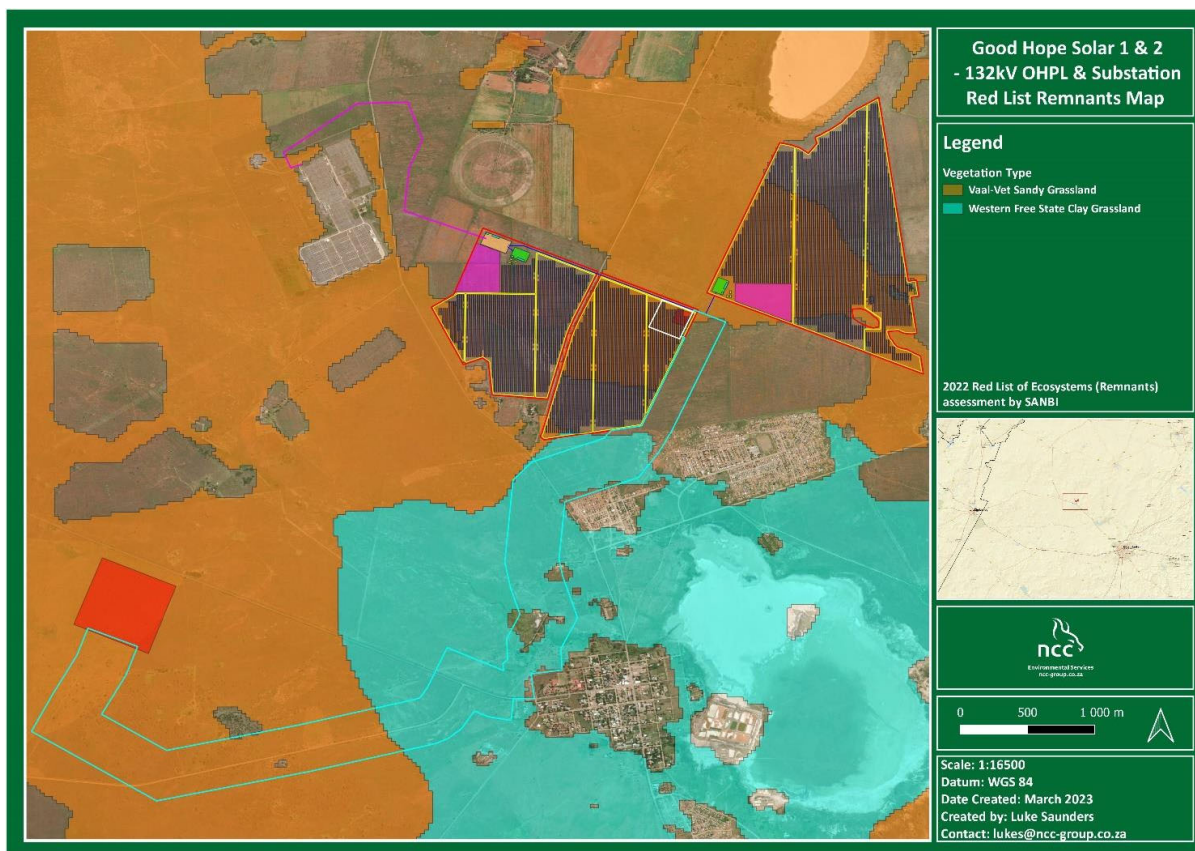 Good Hope Solar 1 & 2
- 132kV OHPL & Substation
Red List Remnants Map
Legend
Vegetation Type
Vaal-Vet Sandy Grassland
Western Free State Clay Grassland
2022 Red List of Ecosystems (Remnants)
assessment by SANBI
ncc
Environmental Services
ncc-group.co.za
0 500 1 000 m
Scale: 1:16500
Datum: WGS 84
Date Created: March 2023
Created by: Luke Saunders
Contact: lukes@ncc-group.co.za